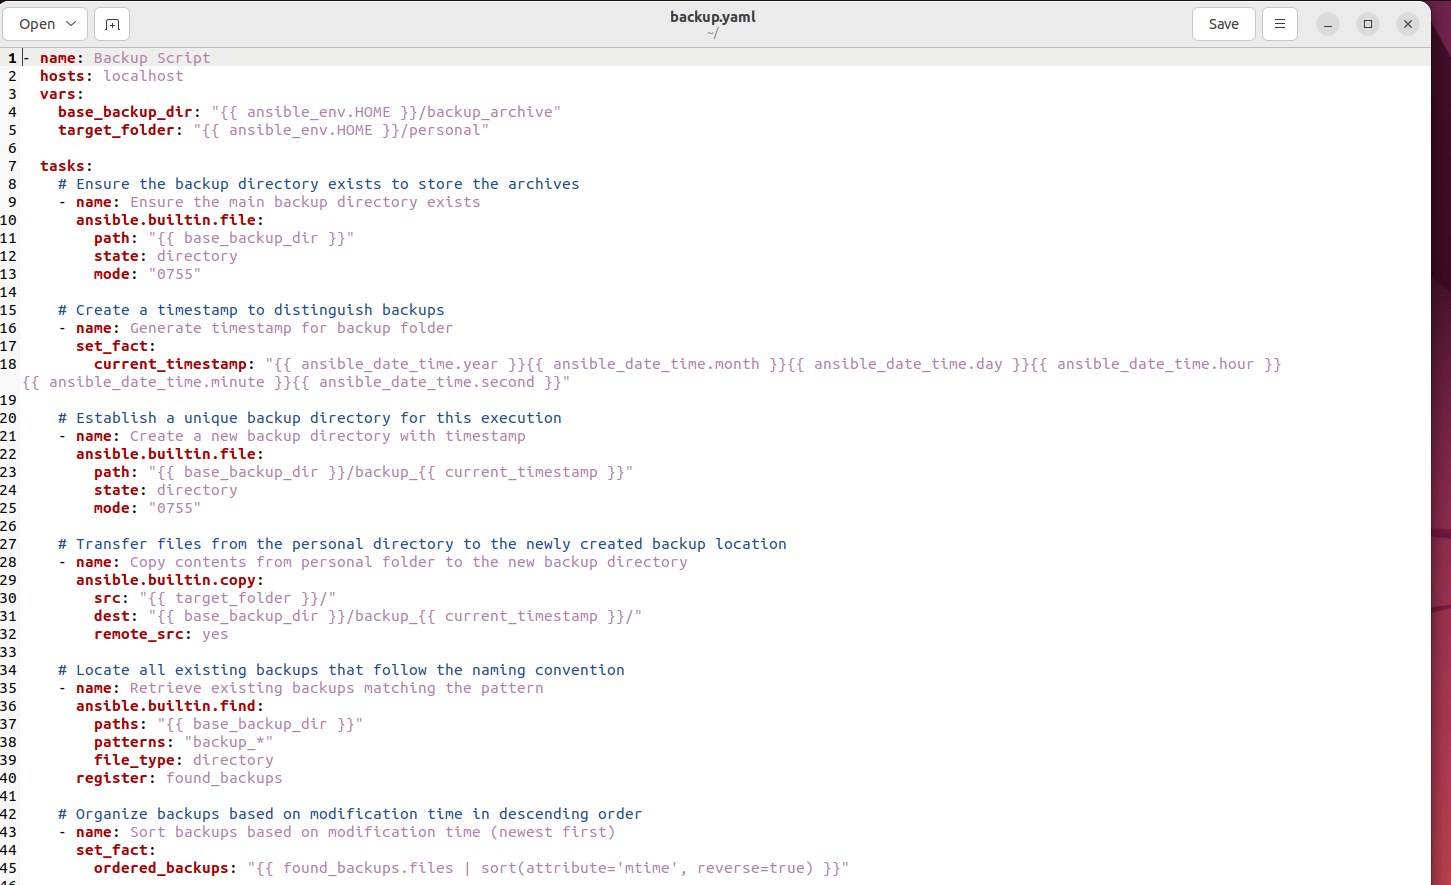 Open
backup.yaml
~/
Save
1 - name: Backup Script
2   hosts: localhost
3   vars:
4     base_backup_dir: "{{ ansible_env.HOME }}/backup_archive"
5     target_folder: "{{ ansible_env.HOME }}/personal"
6
7   tasks:
8     # Ensure the backup directory exists to store the archives
9     - name: Ensure the main backup directory exists
10       ansible.builtin.file:
11         path: "{{ base_backup_dir }}"
12         state: directory
13         mode: "0755"
14
15     # Create a timestamp to distinguish backups
16     - name: Generate timestamp for backup folder
17       set_fact:
18         current_timestamp: "{{ ansible_date_time.year }}{{ ansible_date_time.month }}{{ ansible_date_time.day }}{{ ansible_date_time.hour }}
{{ ansible_date_time.minute }}{{ ansible_date_time.second }}"
19
20     # Establish a unique backup directory for this execution
21     - name: Create a new backup directory with timestamp
22       ansible.builtin.file:
23         path: "{{ base_backup_dir }}/backup_{{ current_timestamp }}"
24         state: directory
25         mode: "0755"
26
27     # Transfer files from the personal directory to the newly created backup location
28     - name: Copy contents from personal folder to the new backup directory
29       ansible.builtin.copy:
30         src: "{{ target_folder }}/"
31         dest: "{{ base_backup_dir }}/backup_{{ current_timestamp }}/"
32         remote_src: yes
33
34     # Locate all existing backups that follow the naming convention
35     - name: Retrieve existing backups matching the pattern
36       ansible.builtin.find:
37         paths: "{{ base_backup_dir }}"
38         patterns: "backup_*"
39         file_type: directory
40       register: found_backups
41
42     # Organize backups based on modification time in descending order
43     - name: Sort backups based on modification time (newest first)
44       set_fact:
45         ordered_backups: "{{ found_backups.files | sort(attribute='mtime', reverse=true) }}"